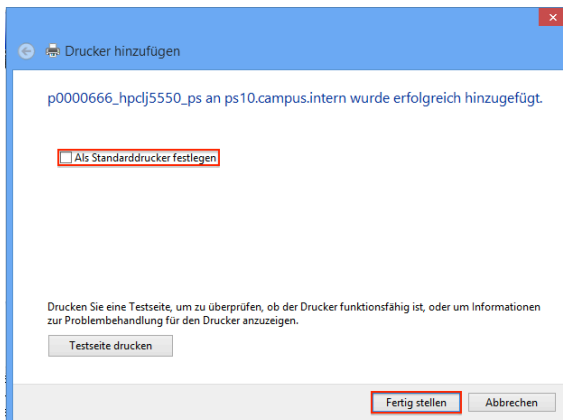 Drucker hinzufügen
p0000666_hpclj5550_ps an ps10.campus.intern wurde erfolgreich hinzugefügt.
Als Standarddrucker festlegen
Drucken Sie eine Testseite, um zu überprüfen, ob der Drucker funktionsfähig ist, oder um Informationen
zur Problembehandlung für den Drucker anzuzeigen.
Testseite drucken
Fertig stellen
Abbrechen